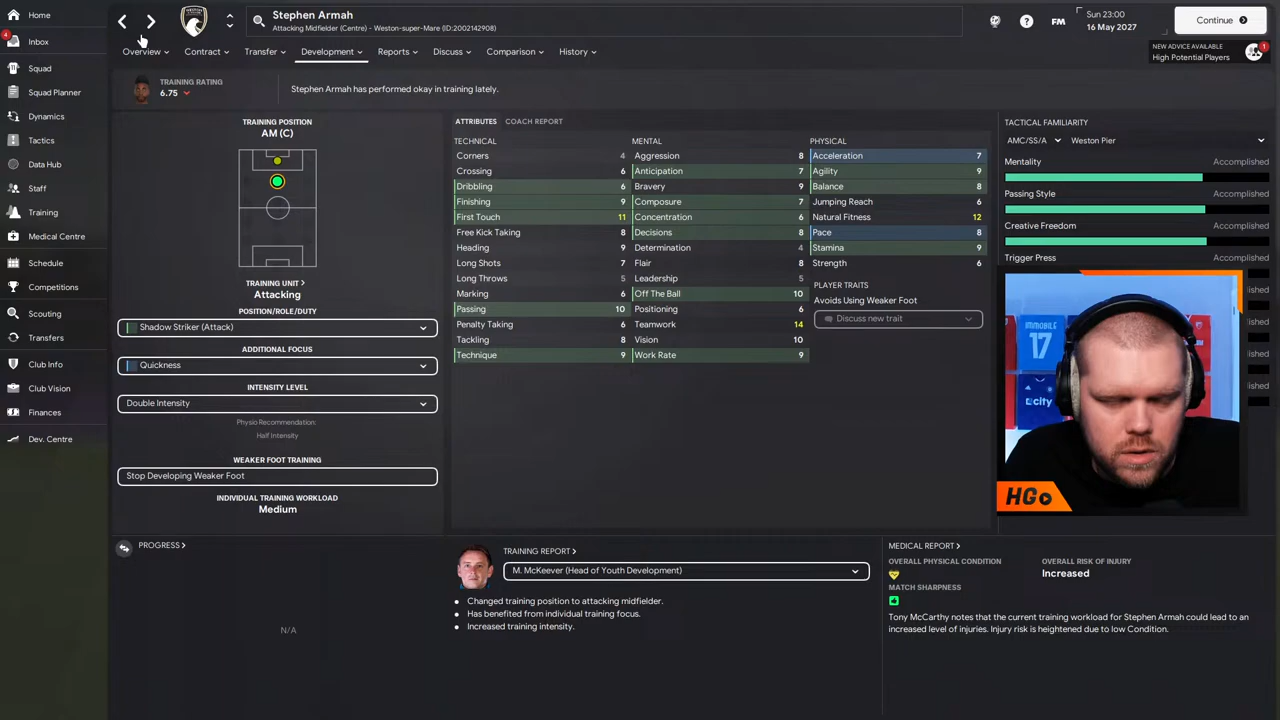 Home
4
Inbox
Squad
Squad Planner
Dynamics
Tactics
Data Hub
Staff
Training
Medical Centre
Schedule
Competitions
Scouting
Transfers
Club Info
Club Vision
Finances
Dev. Centre
Stephen Armah
Attacking Midfielder (Centre) - Weston-super-Mare (ID:2002142908)
FM
Sun 23:00
16 May 2027
Continue
Overview
Contract
Transfer
Development
Reports
Discuss
Comparison
History
NEW ADVICE AVAILABLE
High Potential Players
1
TRAINING RATING
6.75
Stephen Armah has performed okay in training lately.
TRAINING POSITION
AM (C)
TRAINING UNIT >
Attacking
POSITION/ROLE/DUTY
Shadow Striker (Attack)
ADDITIONAL FOCUS
Quickness
INTENSITY LEVEL
Double Intensity
Physio Recommendation:
Half Intensity
WEAKER FOOT TRAINING
Stop Developing Weaker Foot
INDIVIDUAL TRAINING WORKLOAD
Medium
ATTRIBUTES COACH REPORT
TECHNICAL
Corners 4
Crossing 6
Dribbling 6
Finishing 9
First Touch 11
Free Kick Taking 8
Heading 9
Long Shots 7
Long Throws 5
Marking 6
Passing 10
Penalty Taking 6
Tackling 8
Technique 9
MENTAL
Aggression 8
Anticipation 7
Bravery 9
Composure 7
Concentration 6
Decisions 8
Determination 4
Flair 8
Leadership 5
Off The Ball 10
Positioning 6
Teamwork 14
Vision 10
Work Rate 9
PHYSICAL
Acceleration 7
Agility 9
Balance 8
Jumping Reach 6
Natural Fitness 12
Pace 8
Stamina 9
Strength 6
PLAYER TRAITS
Avoids Using Weaker Foot
Discuss new trait
TACTICAL FAMILIARITY
AMC/SS/A
Weston Pier
Mentality Accomplished
Passing Style Accomplished
Creative Freedom Accomplished
Trigger Press Accomplished
lished
lished
IMMOBILE
17
city
HG
PROGRESS >
N/A
TRAINING REPORT >
M. McKeever (Head of Youth Development)
• Changed training position to attacking midfielder.
• Has benefited from individual training focus.
• Increased training intensity.
MEDICAL REPORT >
OVERALL PHYSICAL CONDITION
OVERALL RISK OF INJURY
Increased
MATCH SHARPNESS
Tony McCarthy notes that the current training workload for Stephen Armah could lead to an
increased level of injuries. Injury risk is heightened due to low Condition.